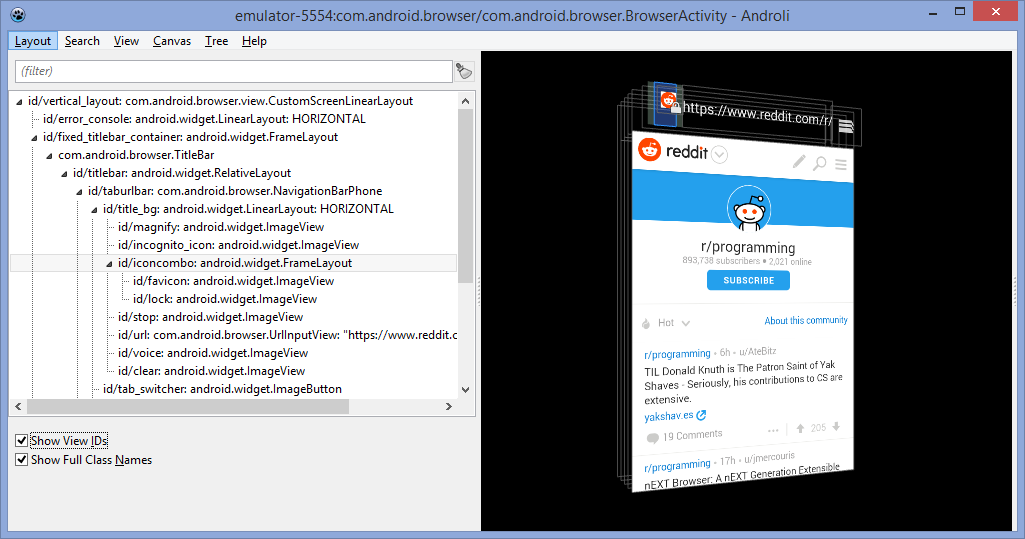 emulator-5554:com.android.browser/com.android.browser.BrowserActivity - Androli
Layout Search View Canvas Tree Help
(filter)
id/vertical_layout: com.android.browser.view.CustomScreenLinearLayout
id/error_console: android.widget.LinearLayout: HORIZONTAL
id/fixed_titlebar_container: android.widget.FrameLayout
com.android.browser.TitleBar
id/titlebar: android.widget.RelativeLayout
id/taburlbar: com.android.browser.NavigationBarPhone
id/title_bg: android.widget.LinearLayout: HORIZONTAL
id/magnify: android.widget.ImageView
id/incognito_icon: android.widget.ImageView
id/iconcombo: android.widget.FrameLayout
id/favicon: android.widget.ImageView
id/lock: android.widget.ImageView
id/stop: android.widget.ImageView
id/url: com.android.browser.UrlInputView: "https://www.reddit.c
id/voice: android.widget.ImageView
id/clear: android.widget.ImageView
id/tab_switcher: android.widget.ImageButton
Show View IDs
Show Full Class Names
https://www.reddit.com/r/
reddit
r/programming
893,738 subscribers • 2,021 online
SUBSCRIBE
Hot
About this community
r/programming • 6h • u/AteBitz
TIL Donald Knuth is The Patron Saint of Yak
Shaves - Seriously, his contributions to CS are
extensive.
yakshav.es
19 Comments
205
r/programming • 17h • u/jmercouris
nEXT Browser: A nEXT Generation Extensible